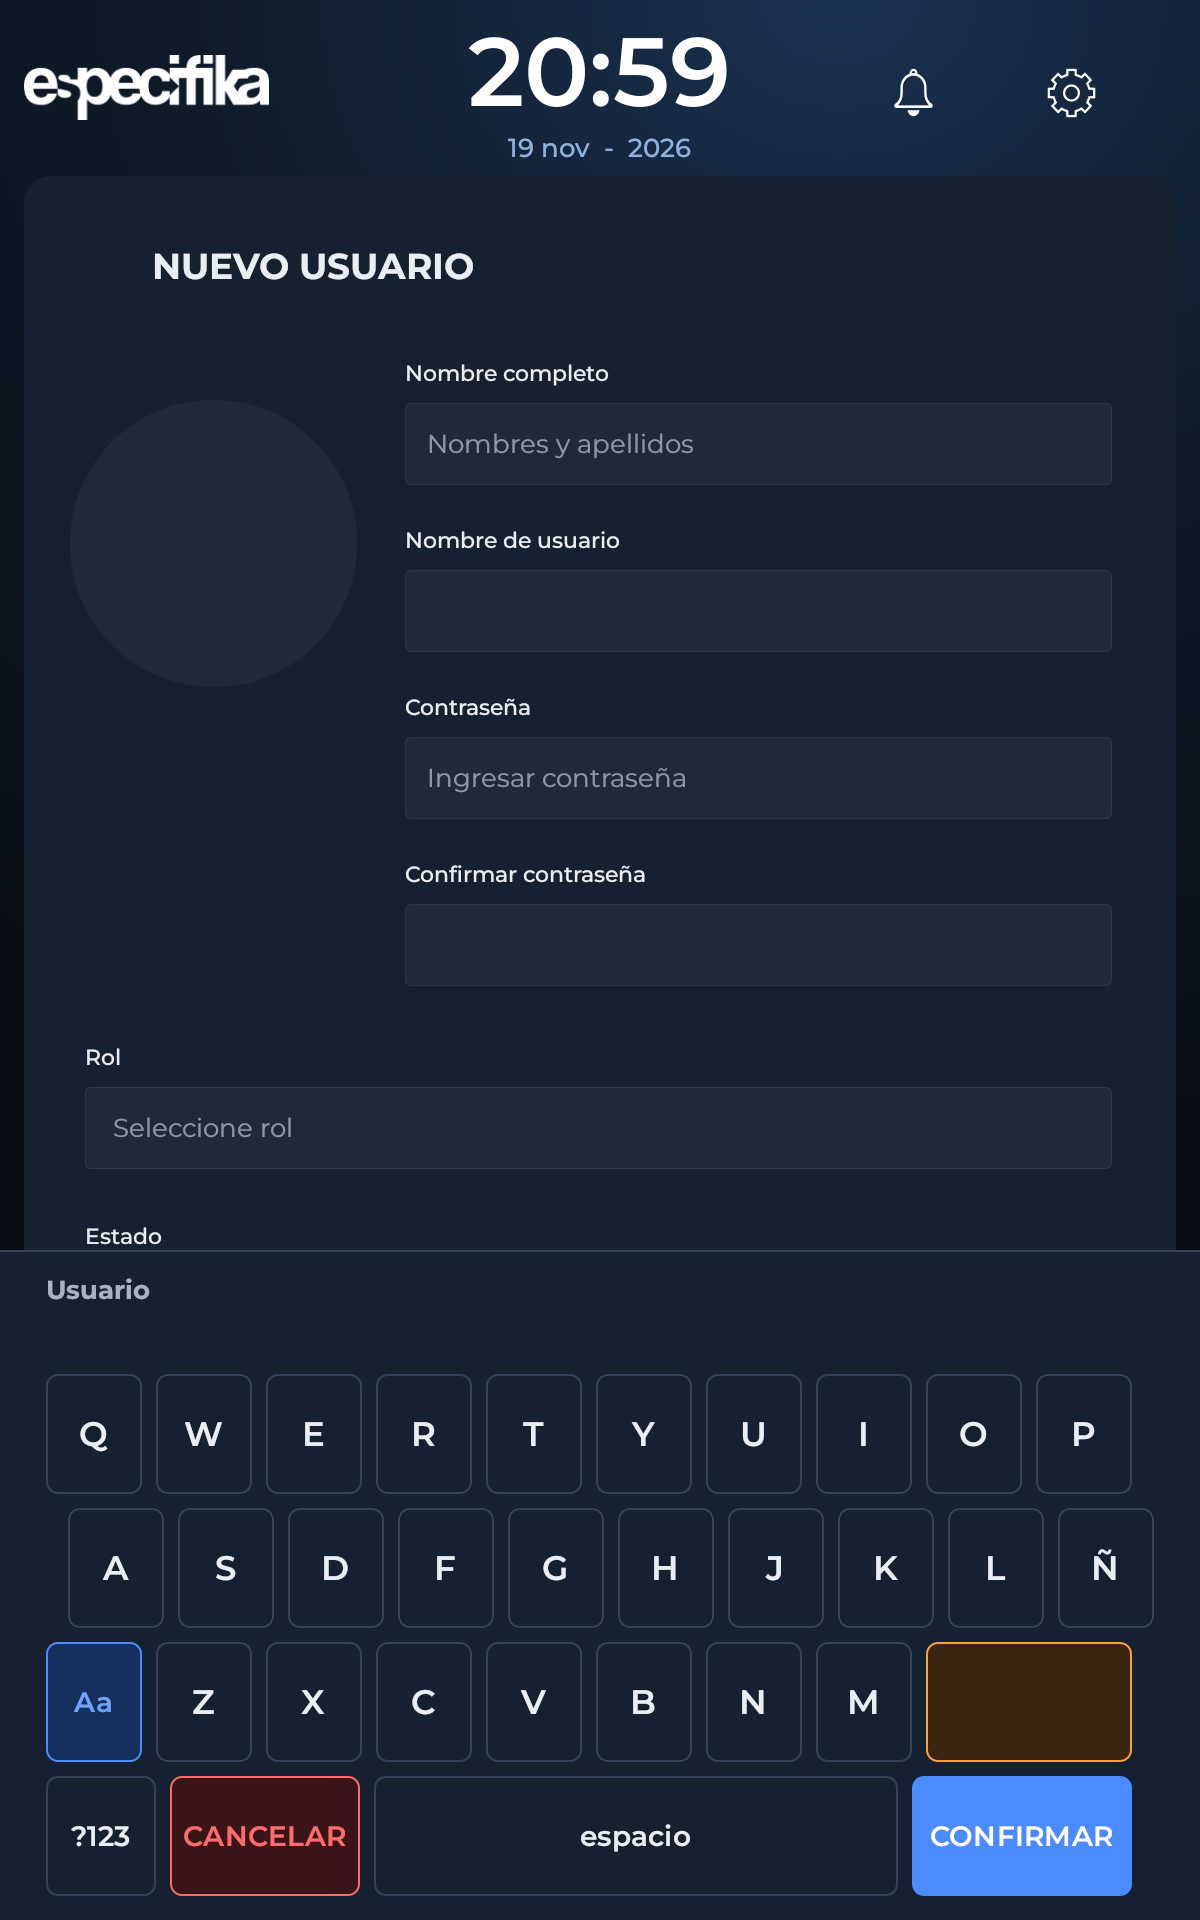 especifika
20:59
19 nov - 2026
NUEVO USUARIO
Nombre completo
Nombres y apellidos
Nombre de usuario
Contraseña
Ingresar contraseña
Confirmar contraseña
Rol
Seleccione rol
Estado
Usuario
Q W E R T Y U I O P
A S D F G H J K L Ñ
Aa Z X C V B N M
?123 CANCELAR espacio CONFIRMAR